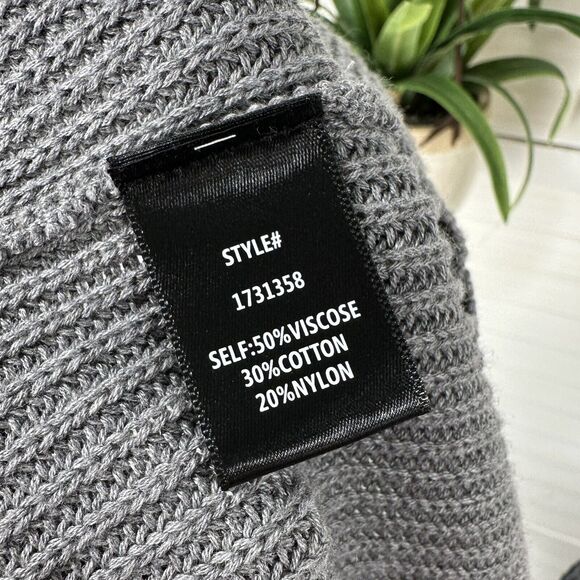 STYLE#
1731358
SELF:50%VISCOSE
30%COTTON
20%NYLON